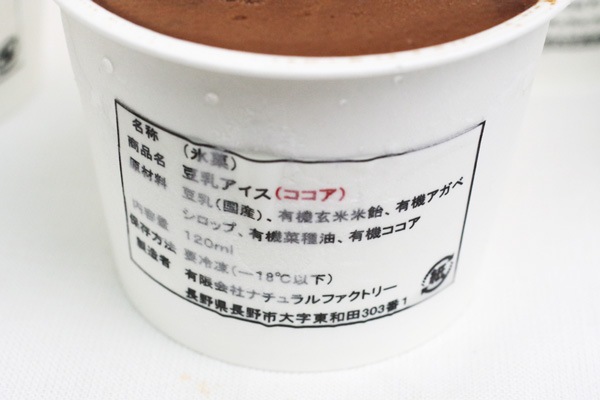 名称 (氷菓)
商品名 豆乳アイス(ココア)
原材料 豆乳(国産)、有機玄米米飴、有機アガベ
シロップ、有機菜種油、有機ココア
内容量 120ml
保存方法 要冷凍(−18℃以下)
製造者 有限会社ナチュラルファクトリー
長野県長野市大字東和田303番1
紙